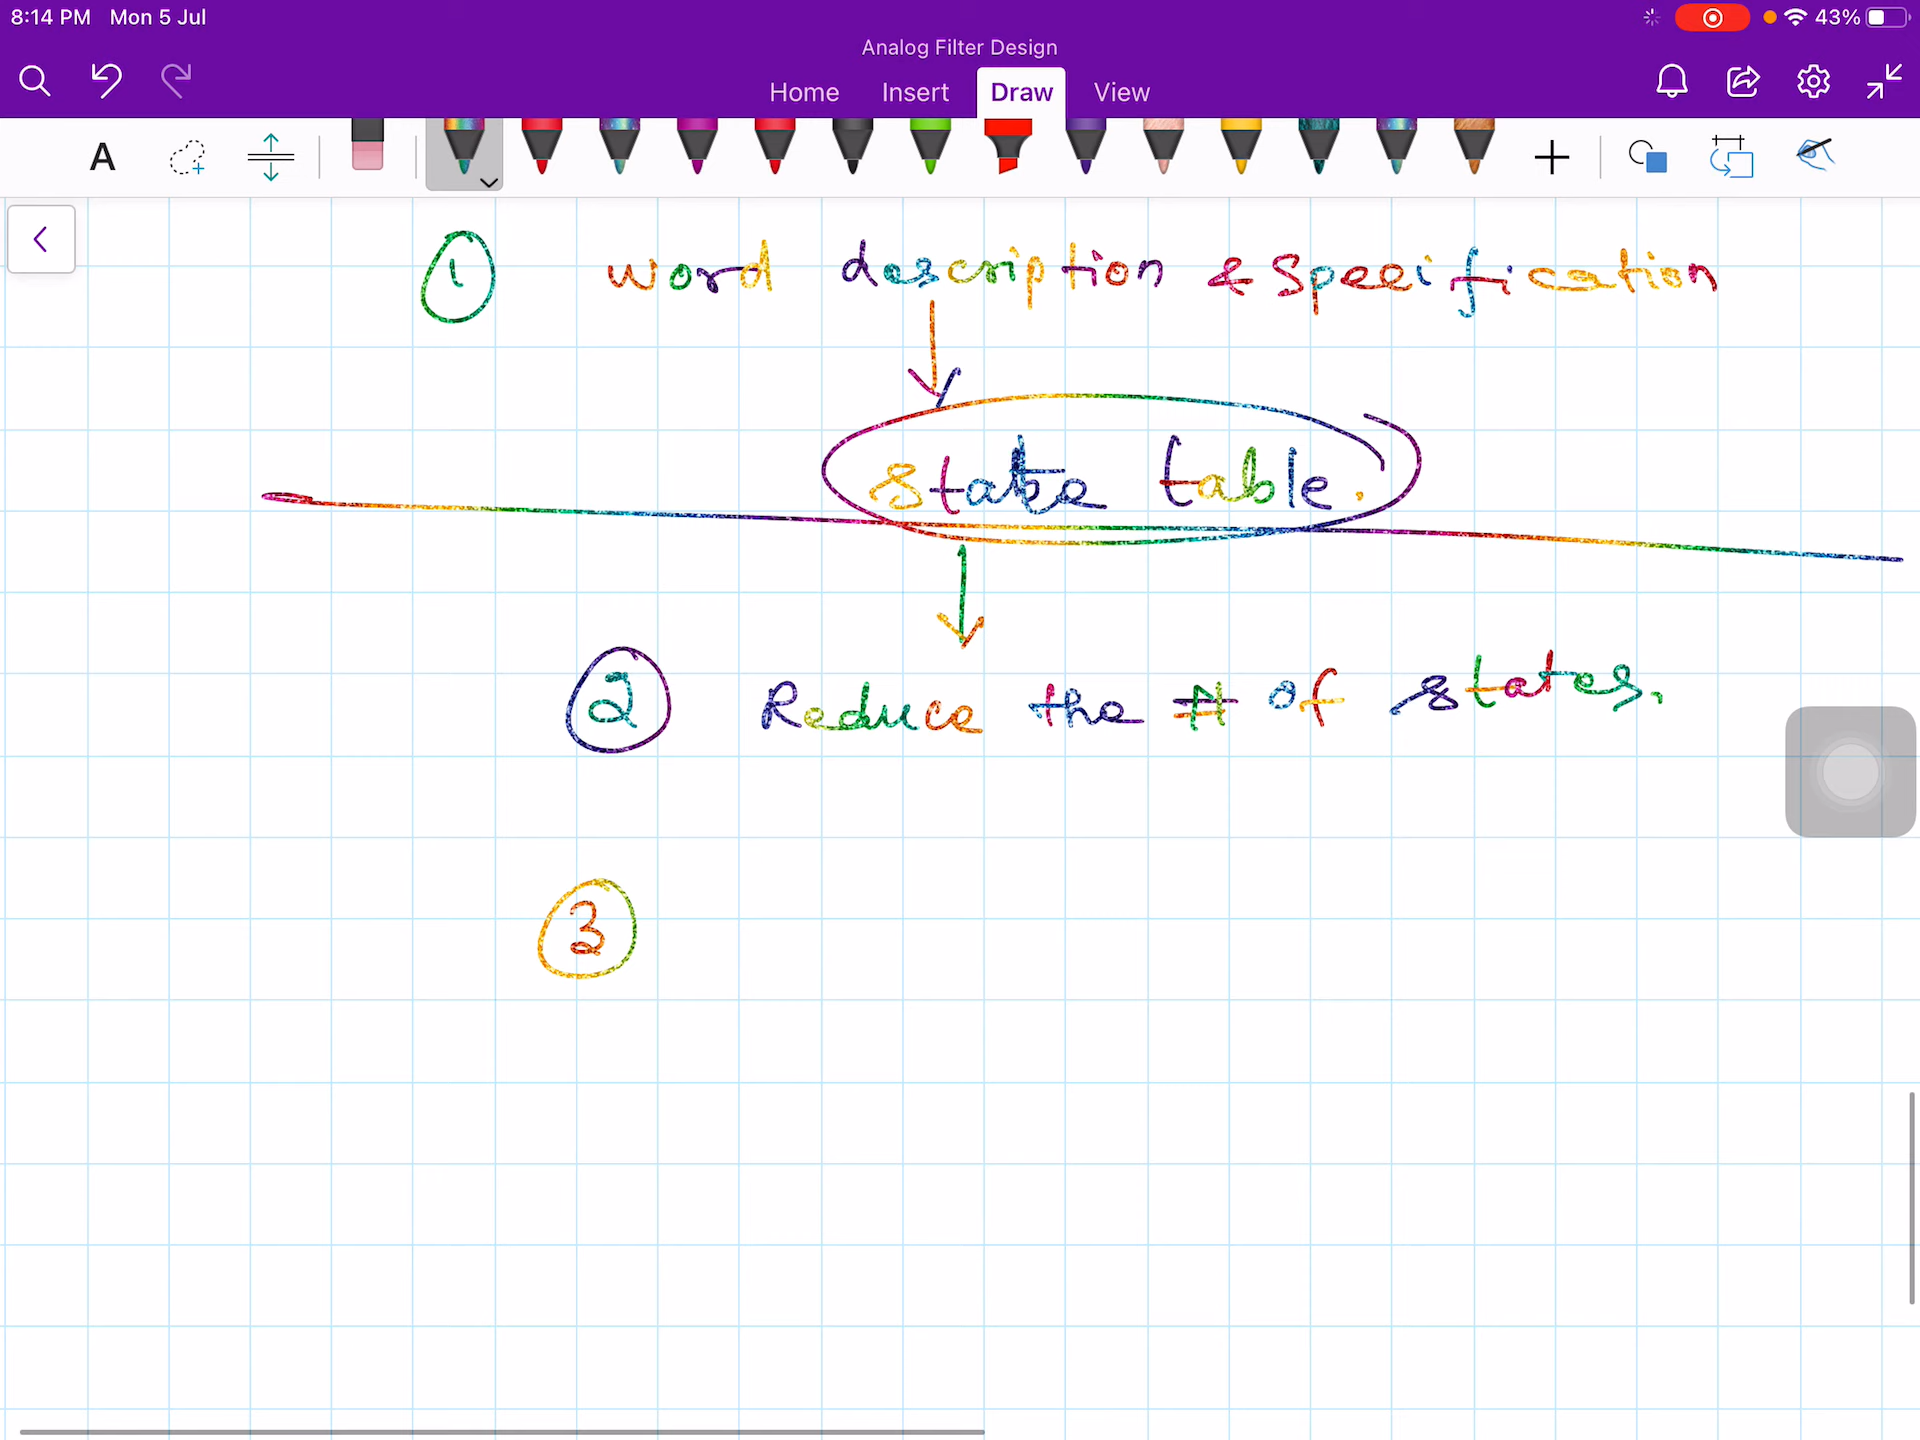 8:14 PM Mon 5 Jul 43%
Analog Filter Design
Home Insert Draw View
A
1 word description & specification
state table.
2 Reduce the # of states.
3